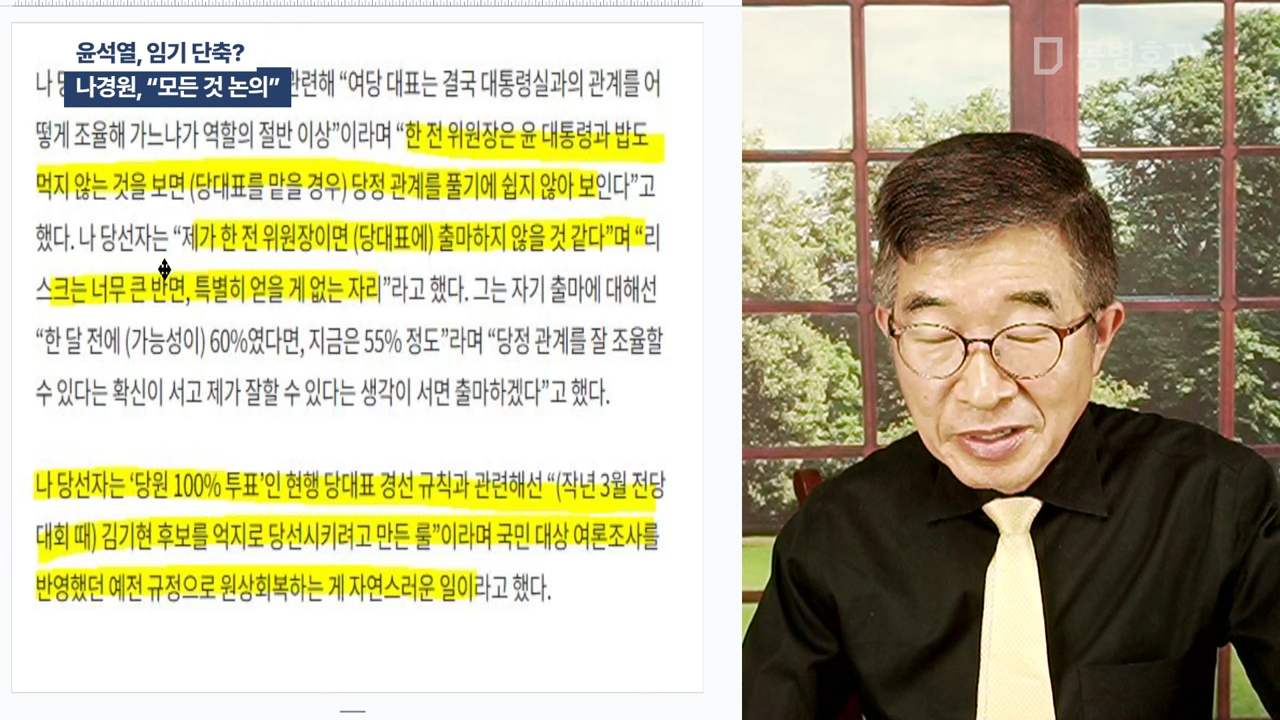 윤석열, 임기 단축?
나경원, “모든 것 논의”
나 관련해 “여당 대표는 결국 대통령실과의 관계를 어
떻게 조율해 가느냐가 역할의 절반 이상”이라며 “한 전 위원장은 윤 대통령과 밥도
먹지 않는 것을 보면 (당대표를 맡을 경우) 당정 관계를 풀기에 쉽지 않아 보인다”고
했다. 나 당선자는 “제가 한 전 위원장이면 (당대표에) 출마하지 않을 것 같다”며 “리
스크는 너무 큰 반면, 특별히 얻을 게 없는 자리”라고 했다. 그는 자기 출마에 대해선
“한 달 전에 (가능성이) 60%였다면, 지금은 55% 정도”라며 “당정 관계를 잘 조율할
수 있다는 확신이 서고 제가 잘할 수 있다는 생각이 서면 출마하겠다”고 했다.
나 당선자는 ‘당원 100% 투표’인 현행 당대표 경선 규칙과 관련해선 “(작년 3월 전당
대회 때) 김기현 후보를 억지로 당선시키려고 만든 룰”이라며 국민 대상 여론조사를
반영했던 예전 규정으로 원상회복하는 게 자연스러운 일이라고 했다.